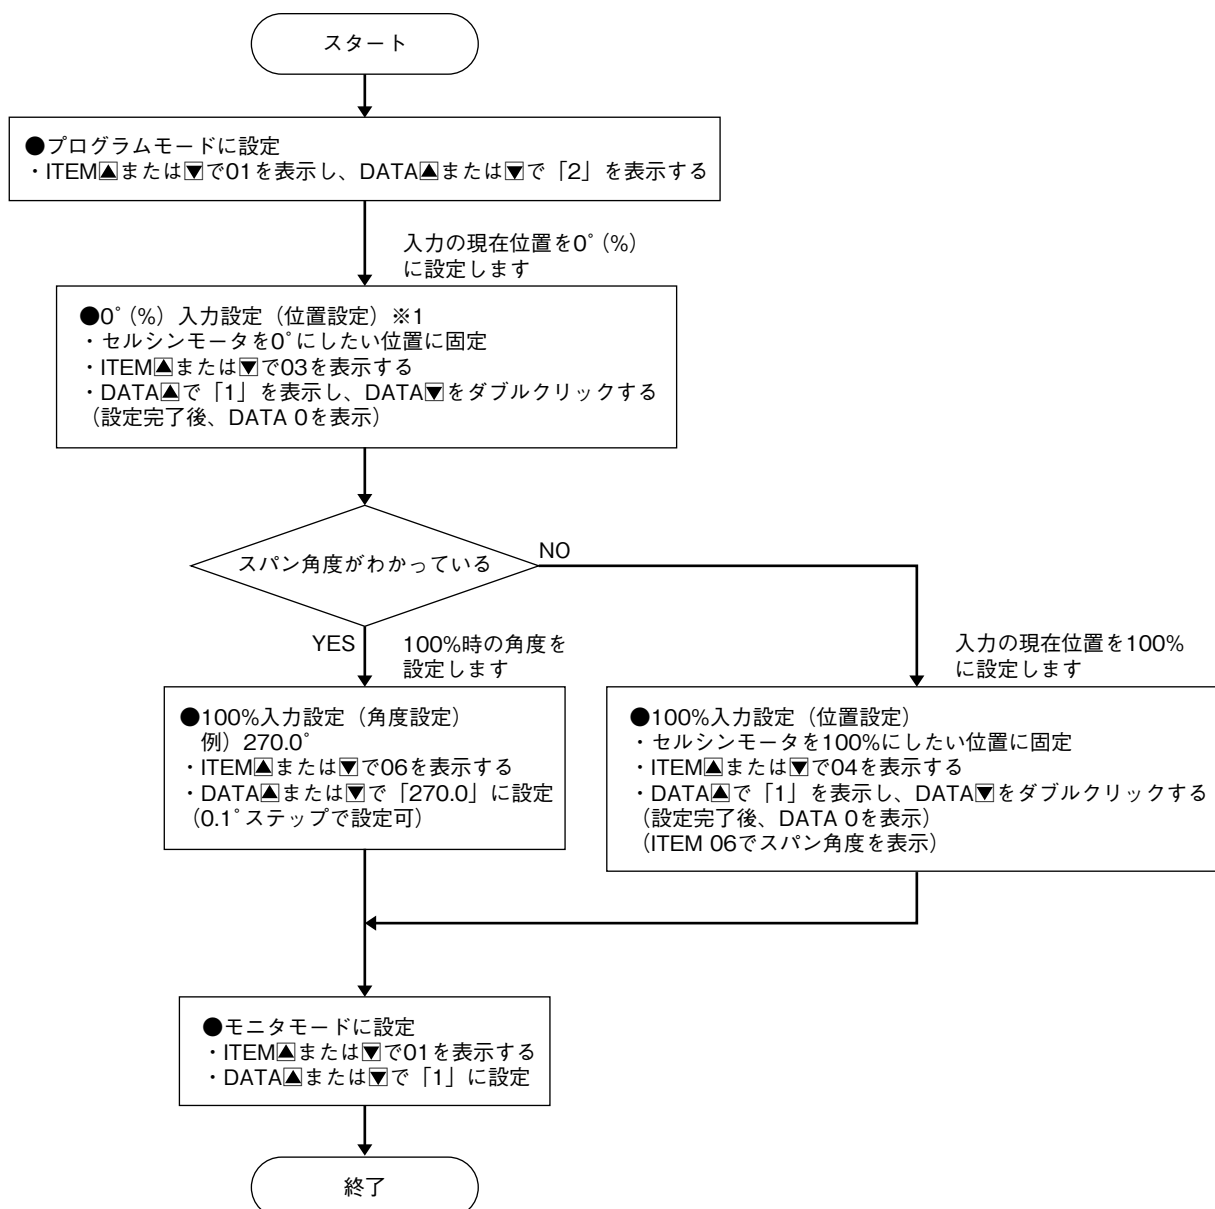 スタート
●プログラムモードに設定
・ITEM▲または▼で01を表示し、DATA▲または▼で「2」を表示する
入力の現在位置を0°(%)
に設定します
●0°(%)入力設定（位置設定）※1
・セルシンモータを0°にしたい位置に固定
・ITEM▲または▼で03を表示する
・DATA▲で「1」を表示し、DATA▼をダブルクリックする
（設定完了後、DATA 0を表示）
スパン角度がわかっている
NO
YES
100%時の角度を
設定します
入力の現在位置を100%
に設定します
●100%入力設定（角度設定）
例）270.0°
・ITEM▲または▼で06を表示する
・DATA▲または▼で「270.0」に設定
（0.1°ステップで設定可）
●100%入力設定（位置設定）
・セルシンモータを100%にしたい位置に固定
・ITEM▲または▼で04を表示する
・DATA▲で「1」を表示し、DATA▼をダブルクリックする
（設定完了後、DATA 0を表示）
（ITEM 06でスパン角度を表示）
●モニタモードに設定
・ITEM▲または▼で01を表示する
・DATA▲または▼で「1」に設定
終了